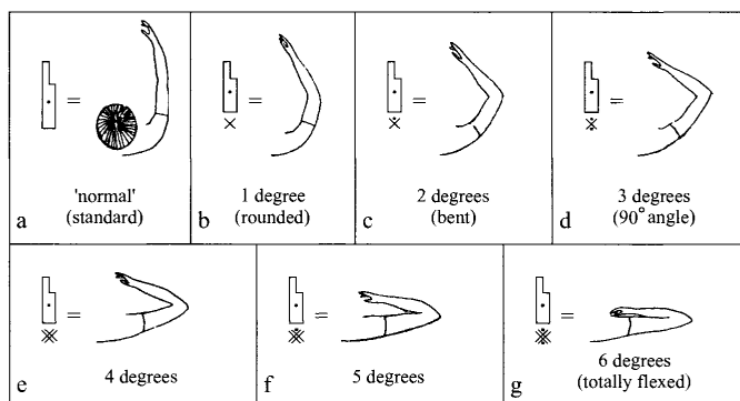 a
=
'normal'
(standard)
b
=
1 degree
(rounded)
c
=
2 degrees
(bent)
d
=
3 degrees
(90° angle)
e
=
4 degrees
f
=
5 degrees
g
=
6 degrees
(totally flexed)